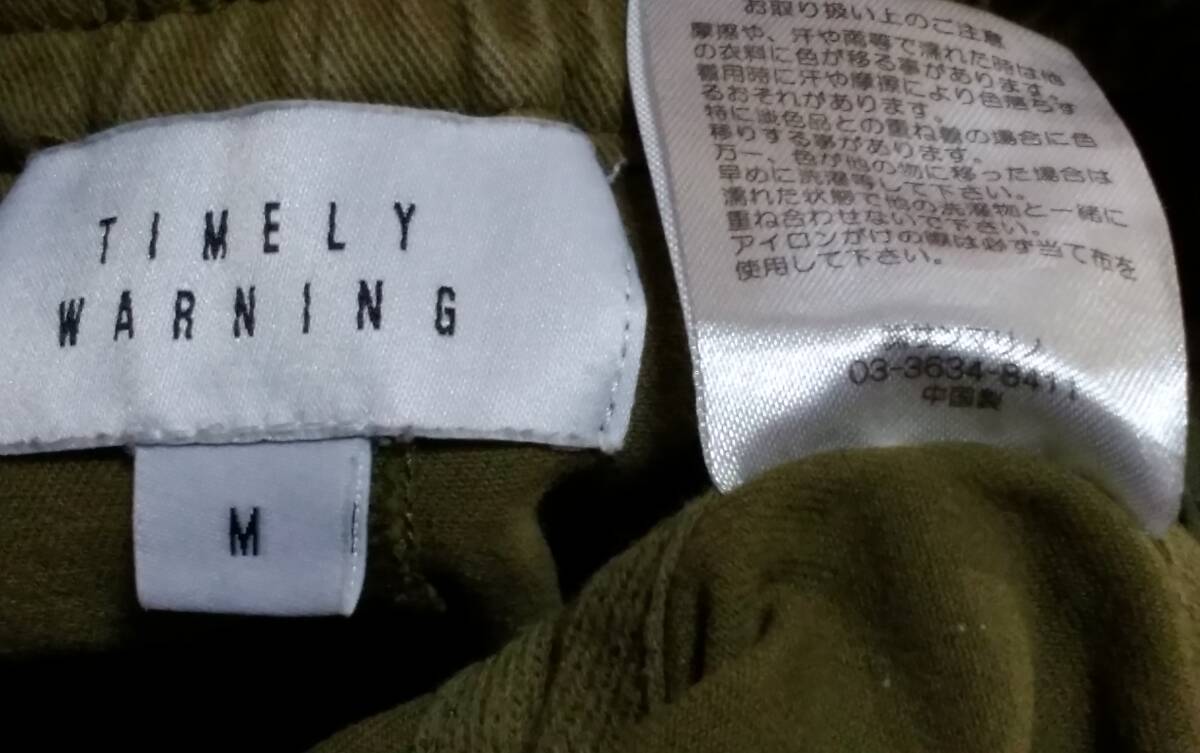 TIMELY
WARNING
M
お取り扱い上のご注意
摩擦や、汗や雨等で濡れた時は他
の衣料に色が移る事があります。
着用時に汗や摩擦により色落ちす
るおそれがあります。
特に淡色品との重ね着の場合に色
移りする事があります。
万一、色が他の物に移った場合は
早めに洗濯等して下さい。
濡れた状態で他の洗濯物と一緒に
重ね合わせないで下さい。
アイロンがけの際は必ず当て布を
使用して下さい。
03-3634-8411
中国製